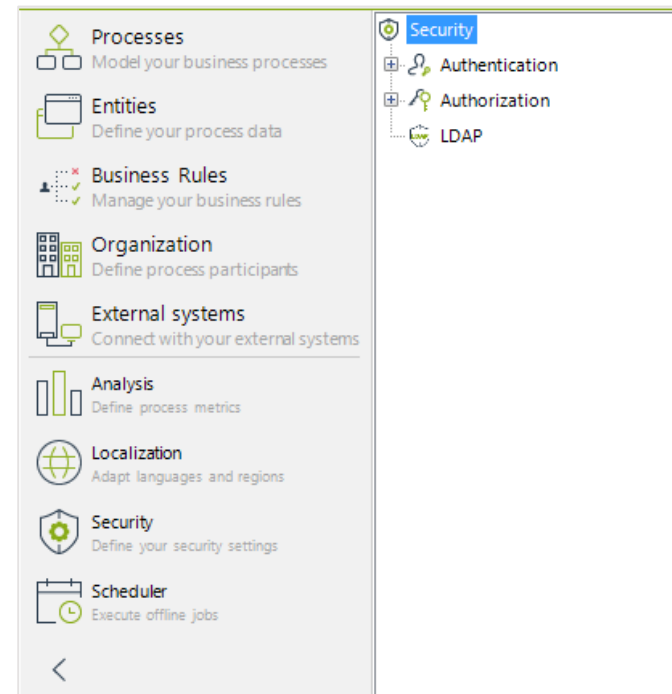 Processes
Model your business processes
Entities
Define your process data
Business Rules
Manage your business rules
Organization
Define process participants
External systems
Connect with your external systems
Analysis
Define process metrics
Localization
Adapt languages and regions
Security
Define your security settings
Scheduler
Execute offline jobs
Security
Authentication
Authorization
LDAP